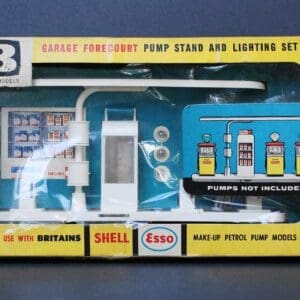 B
MODELS
GARAGE FORECOURT PUMP STAND AND LIGHTING SET
PUMPS NOT INCLUDED
USE WITH BRITAINS SHELL Esso MAKE-UP PETROL PUMP MODELS